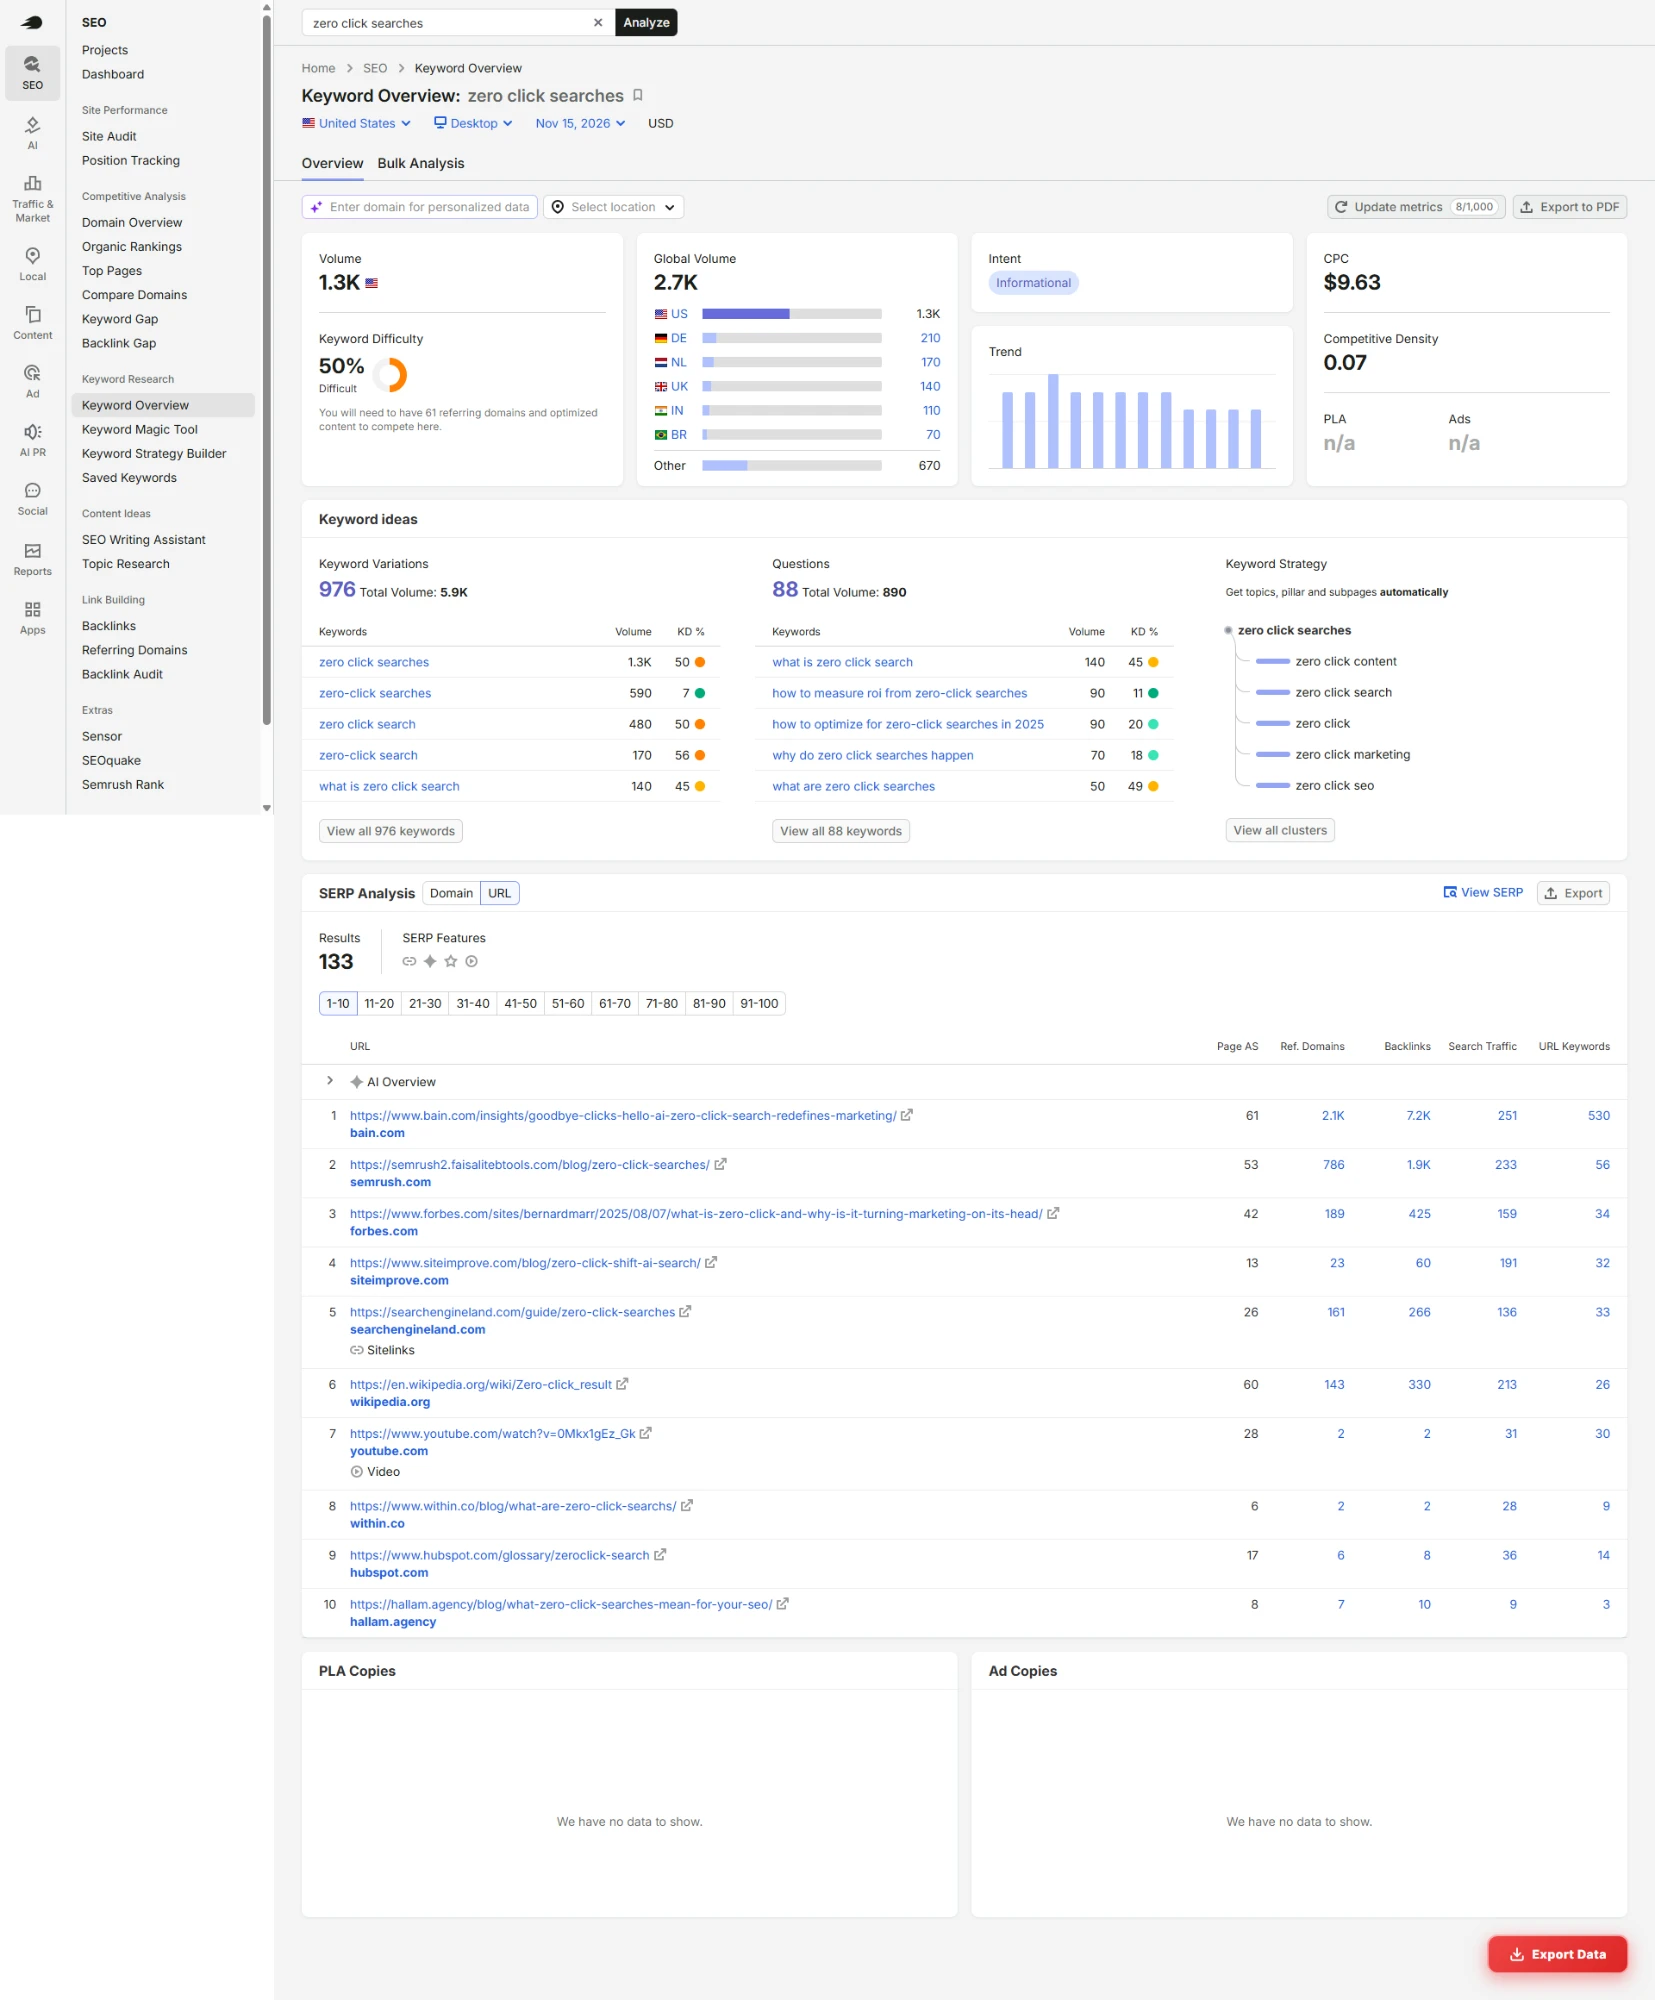 SEO
AI
Traffic &
Market
Local
Content
Ad
AI PR
Social
Reports
Apps
SEO
Projects
Dashboard
Site Performance
Site Audit
Position Tracking
Competitive Analysis
Domain Overview
Organic Rankings
Top Pages
Compare Domains
Keyword Gap
Backlink Gap
Keyword Research
Keyword Overview
Keyword Magic Tool
Keyword Strategy Builder
Saved Keywords
Content Ideas
SEO Writing Assistant
Topic Research
Link Building
Backlinks
Referring Domains
Backlink Audit
Extras
Sensor
SEOquake
Semrush Rank
zero click searches Analyze
Home SEO Keyword Overview
Keyword Overview: zero click searches
United States Desktop Nov 15, 2026 USD
Overview Bulk Analysis
Enter domain for personalized data Select location Update metrics 8/1,000 Export to PDF
Volume
1.3K
Keyword Difficulty
50%
Difficult
You will need to have 61 referring domains and optimized
content to compete here.
Global Volume
2.7K
US 1.3K
DE 210
NL 170
UK 140
IN 110
BR 70
Other 670
Intent
Informational
Trend
CPC
$9.63
Competitive Density
0.07
PLA Ads
n/a n/a
Keyword ideas
Keyword Variations
976 Total Volume: 5.9K
Keywords Volume KD %
zero click searches 1.3K 50
zero-click searches 590 7
zero click search 480 50
zero-click search 170 56
what is zero click search 140 45
View all 976 keywords
Questions
88 Total Volume: 890
Keywords Volume KD %
what is zero click search 140 45
how to measure roi from zero-click searches 90 11
how to optimize for zero-click searches in 2025 90 20
why do zero click searches happen 70 18
what are zero click searches 50 49
View all 88 keywords
Keyword Strategy
Get topics, pillar and subpages automatically
zero click searches
zero click content
zero click search
zero click
zero click marketing
zero click seo
View all clusters
SERP Analysis Domain URL View SERP Export
Results SERP Features
133
1-10 11-20 21-30 31-40 41-50 51-60 61-70 71-80 81-90 91-100
URL Page AS Ref. Domains Backlinks Search Traffic URL Keywords
AI Overview
1 https://www.bain.com/insights/goodbye-clicks-hello-ai-zero-click-search-redefines-marketing/ 61 2.1K 7.2K 251 530
bain.com
2 https://semrush2.faisalitebtools.com/blog/zero-click-searches/ 53 786 1.9K 233 56
semrush.com
3 https://www.forbes.com/sites/bernardmarr/2025/08/07/what-is-zero-click-and-why-is-it-turning-marketing-on-its-head/ 42 189 425 159 34
forbes.com
4 https://www.siteimprove.com/blog/zero-click-shift-ai-search/ 13 23 60 191 32
siteimprove.com
5 https://searchengineland.com/guide/zero-click-searches 26 161 266 136 33
searchengineland.com
Sitelinks
6 https://en.wikipedia.org/wiki/Zero-click_result 60 143 330 213 26
wikipedia.org
7 https://www.youtube.com/watch?v=0Mkx1gEz_Gk 28 2 2 31 30
youtube.com
Video
8 https://www.within.co/blog/what-are-zero-click-searchs/ 6 2 2 28 9
within.co
9 https://www.hubspot.com/glossary/zeroclick-search 17 6 8 36 14
hubspot.com
10 https://hallam.agency/blog/what-zero-click-searches-mean-for-your-seo/ 8 7 10 9 3
hallam.agency
PLA Copies
We have no data to show.
Ad Copies
We have no data to show.
Export Data